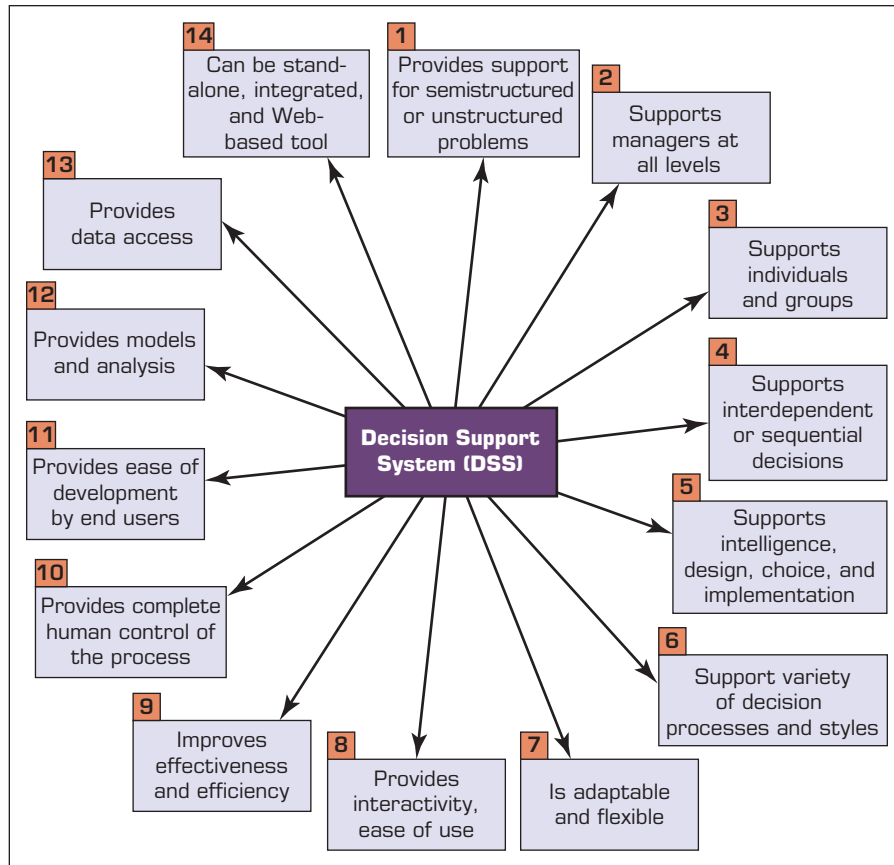 14
Can be stand-
alone, integrated,
and Web-
based tool
1
Provides support
for semistructured
or unstructured
problems
2
Supports
managers at
all levels
3
Supports
individuals
and groups
4
Supports
interdependent
or sequential
decisions
5
Supports
intelligence,
design, choice, and
implementation
6
Support variety
of decision
processes and styles
7
Is adaptable
and flexible
8
Provides
interactivity,
ease of use
9
Improves
effectiveness
and efficiency
10
Provides complete
human control of
the process
11
Provides ease of
development
by end users
12
Provides models
and analysis
13
Provides
data access
Decision Support
System (DSS)